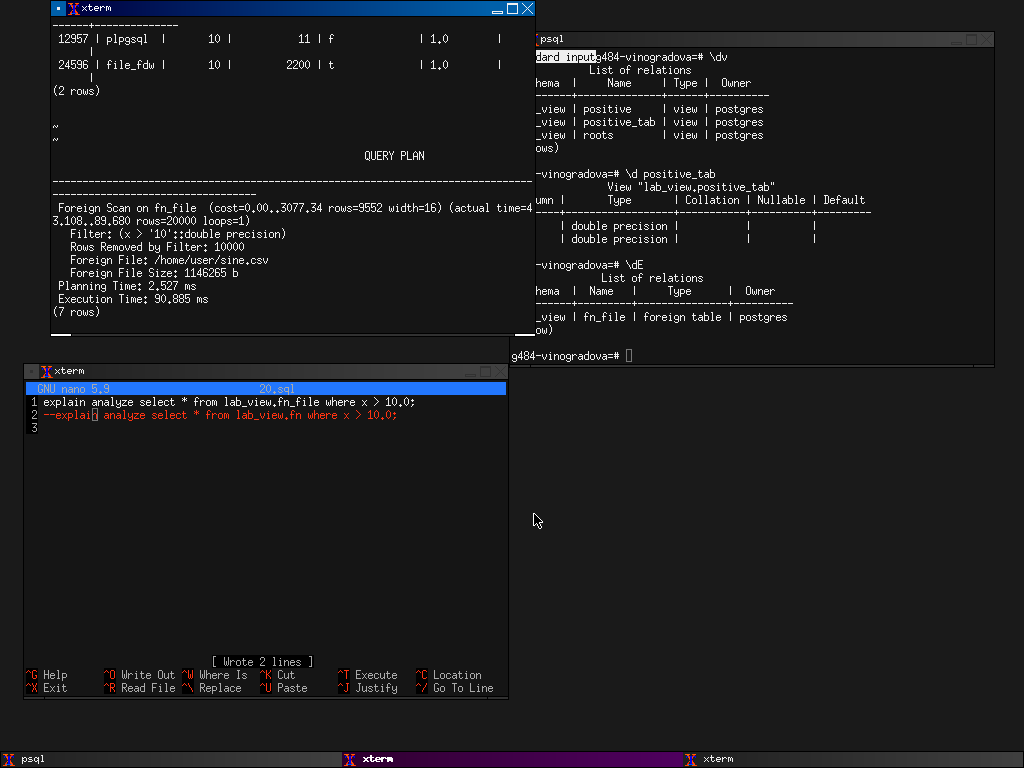 xterm
------+--------------
12957 | plpgsql | 10 | 11 | f | 1.0 |
|
24596 | file_fdw | 10 | 2200 | t | 1.0 |
|
(2 rows)
~
~
QUERY PLAN
--------------------------------------------------------------------------------
----------------------------------
Foreign Scan on fn_file (cost=0.00..3077.34 rows=9552 width=16) (actual time=4
3.108..89.680 rows=20000 loops=1)
Filter: (x > '10'::double precision)
Rows Removed by Filter: 10000
Foreign File: /home/user/sine.csv
Foreign File Size: 1146265 b
Planning Time: 2.527 ms
Execution Time: 90.885 ms
(7 rows)
psql
dard inputg484-vinogradova=# \dv
List of relations
hema | Name | Type | Owner
------+--------------+------+----------
_view | positive | view | postgres
_view | positive_tab | view | postgres
_view | roots | view | postgres
ows)
-vinogradova=# \d positive_tab
View "lab_view.positive_tab"
umn | Type | Collation | Nullable | Default
----+------------------+-----------+----------+---------
| double precision | | |
| double precision | | |
-vinogradova=# \dE
List of relations
hema | Name | Type | Owner
------+---------+---------------+----------
_view | fn_file | foreign table | postgres
ow)
g484-vinogradova=#
xterm
GNU nano 5.9 20.sql
1 explain analyze select * from lab_view.fn_file where x > 10.0;
2 --explain analyze select * from lab_view.fn where x > 10.0;
3
[ Wrote 2 lines ]
^G Help ^O Write Out ^W Where Is ^K Cut ^T Execute ^C Location
^X Exit ^R Read File ^\ Replace ^U Paste ^J Justify ^/ Go To Line
psql xterm xterm